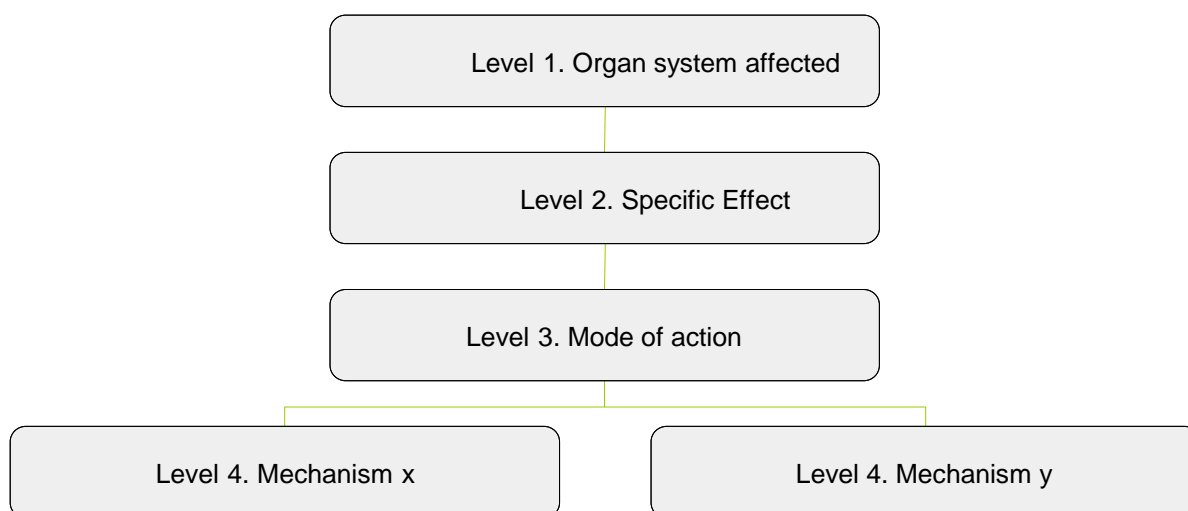 Level 1. Organ system affected
Level 2. Specific Effect
Level 3. Mode of action
Level 4. Mechanism x
Level 4. Mechanism y